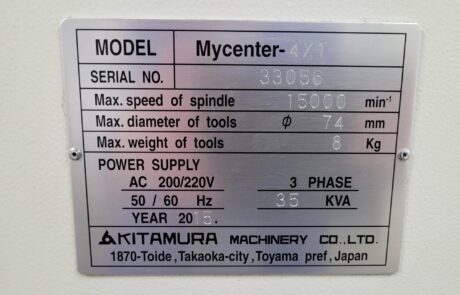 MODEL Mycenter-4X1
SERIAL NO. 33056
Max. speed of spindle 15000 min⁻¹
Max. diameter of tools ϕ 74 mm
Max. weight of tools 8 Kg
POWER SUPPLY
AC 200/220V 3 PHASE
50 / 60 Hz 35 KVA
YEAR 2015.
KITAMURA MACHINERY CO.,LTD.
1870-Toide, Takaoka-city, Toyama pref, Japan